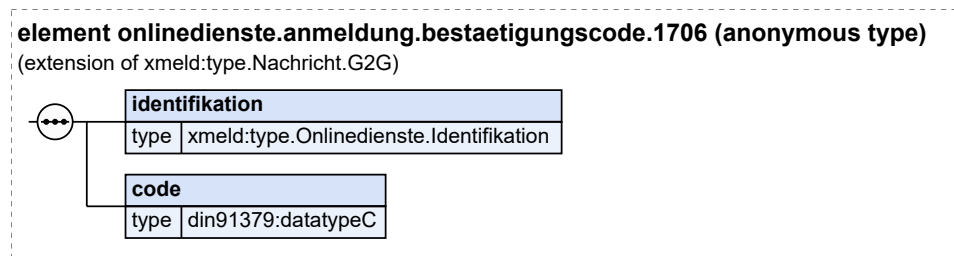 element onlinedienste.anmeldung.bestaetigungscode.1706 (anonymous type)
(extension of xmeld:type.Nachricht.G2G)
identifikation
type xmeld:type.Onlinedienste.Identifikation
code
type din91379:datatypeC